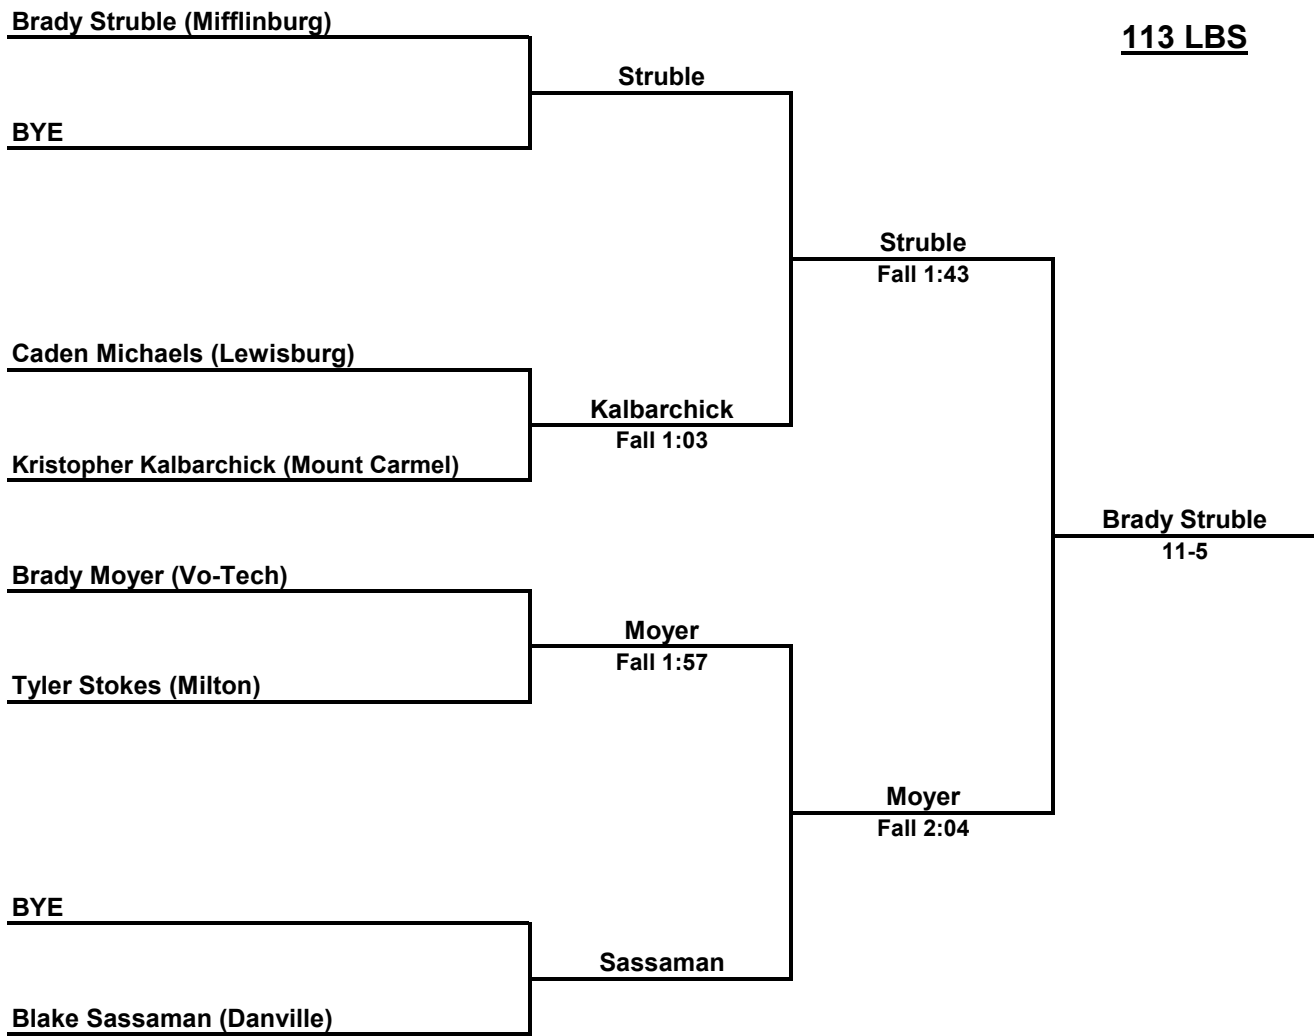 Brady Struble (Mifflinburg)
113 LBS
Struble
BYE
Struble
Fall 1:43
Caden Michaels (Lewisburg)
Kalbarchick
Fall 1:03
Kristopher Kalbarchick (Mount Carmel)
Brady Struble
11-5
Brady Moyer (Vo-Tech)
Moyer
Fall 1:57
Tyler Stokes (Milton)
Moyer
Fall 2:04
BYE
Sassaman
Blake Sassaman (Danville)